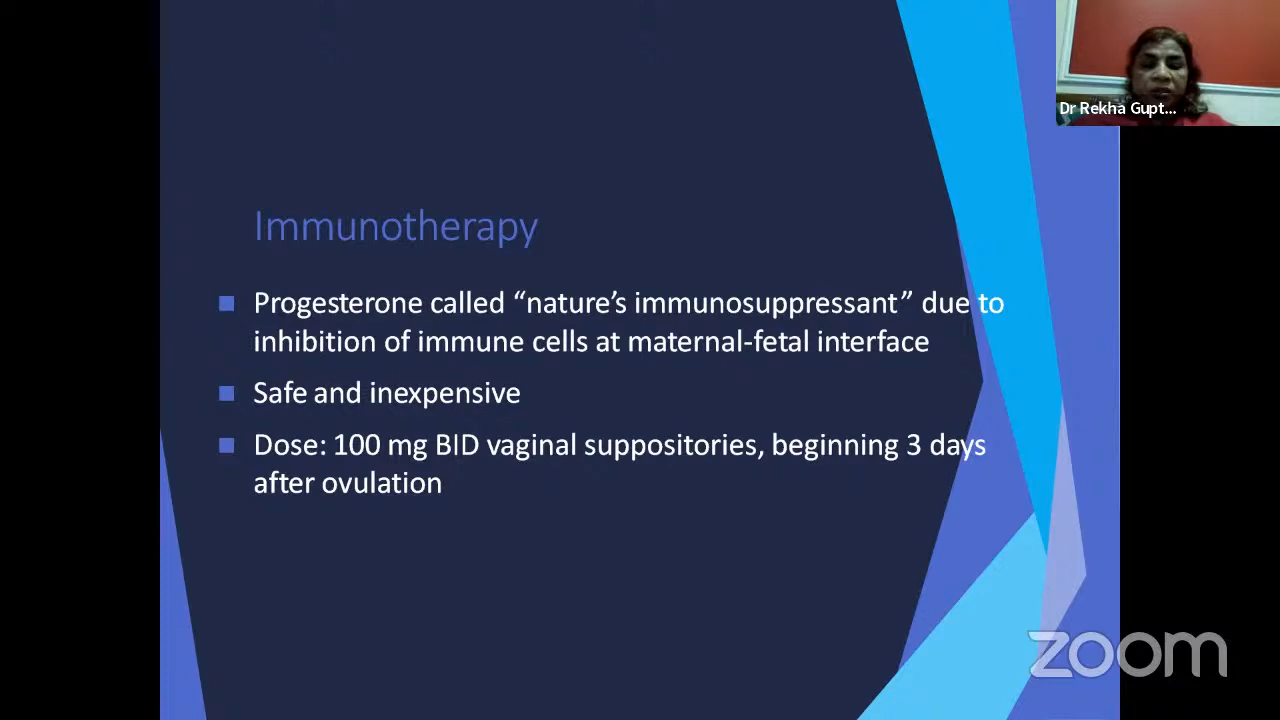 Dr Rekha Gupt...
Immunotherapy
Progesterone called “nature’s immunosuppressant” due to
inhibition of immune cells at maternal-fetal interface
Safe and inexpensive
Dose: 100 mg BID vaginal suppositories, beginning 3 days
after ovulation
zoom